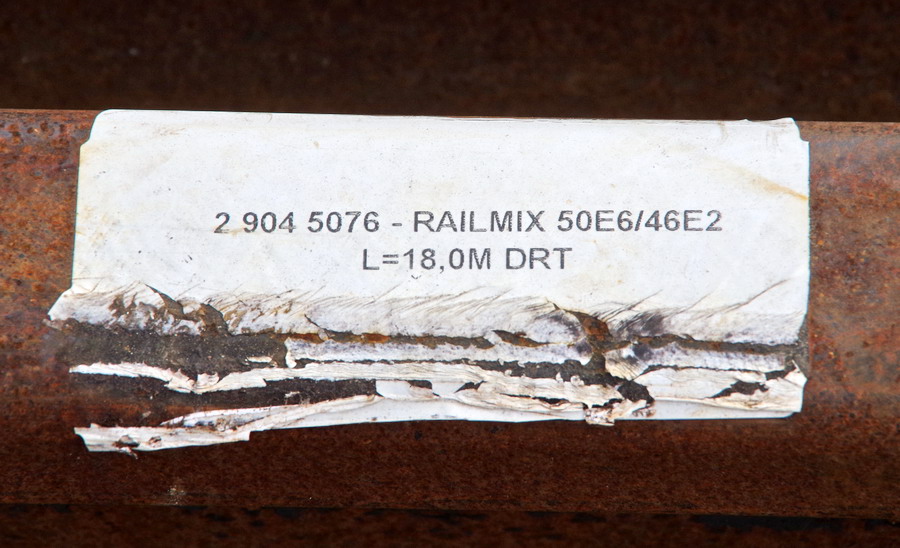 2 904 5076 - RAILMIX 50E6/46E2
L=18,0M DRT